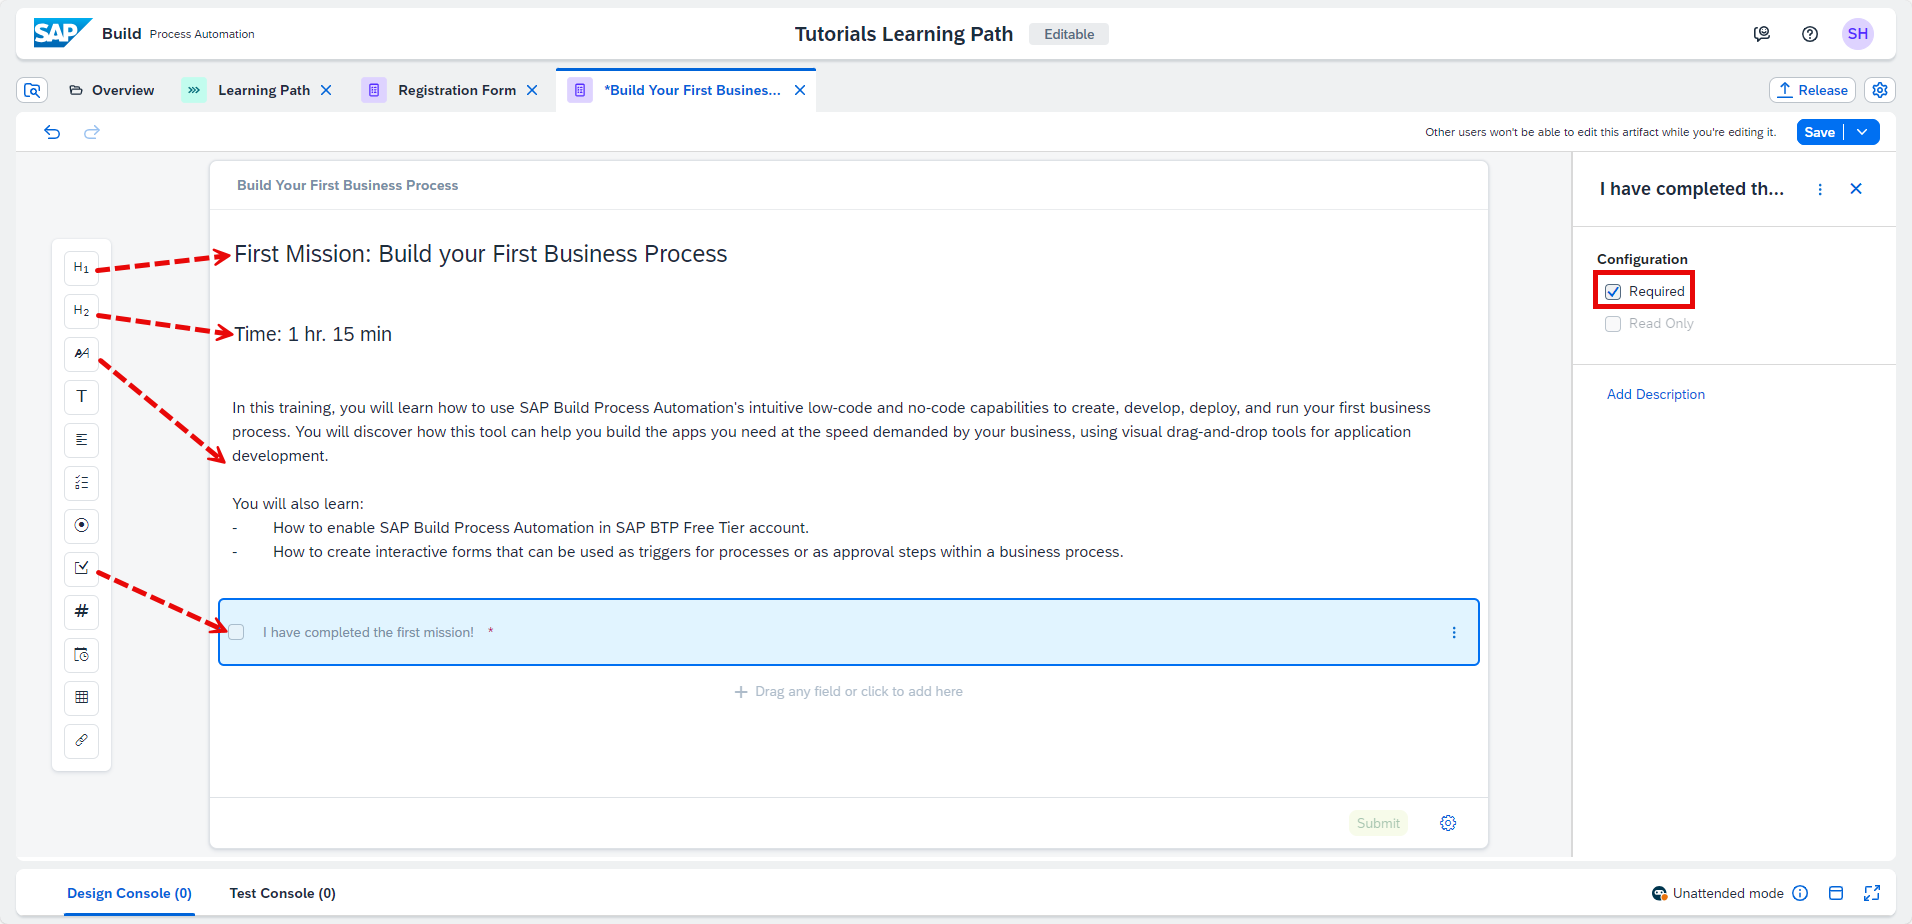 SAP Build Process Automation
Tutorials Learning Path Editable
SH
Overview Learning Path Registration Form *Build Your First Busines...
Release
Other users won't be able to edit this artifact while you're editing it. Save
Build Your First Business Process
I have completed th...
H1
First Mission: Build your First Business Process
Configuration
Required
Read Only
H2
Time: 1 hr. 15 min
AA
T
Add Description
In this training, you will learn how to use SAP Build Process Automation's intuitive low-code and no-code capabilities to create, develop, deploy, and run your first business
process. You will discover how this tool can help you build the apps you need at the speed demanded by your business, using visual drag-and-drop tools for application
development.
You will also learn:
- How to enable SAP Build Process Automation in SAP BTP Free Tier account.
- How to create interactive forms that can be used as triggers for processes or as approval steps within a business process.
#
I have completed the first mission! *
+ Drag any field or click to add here
Submit
Design Console (0) Test Console (0)
Unattended mode